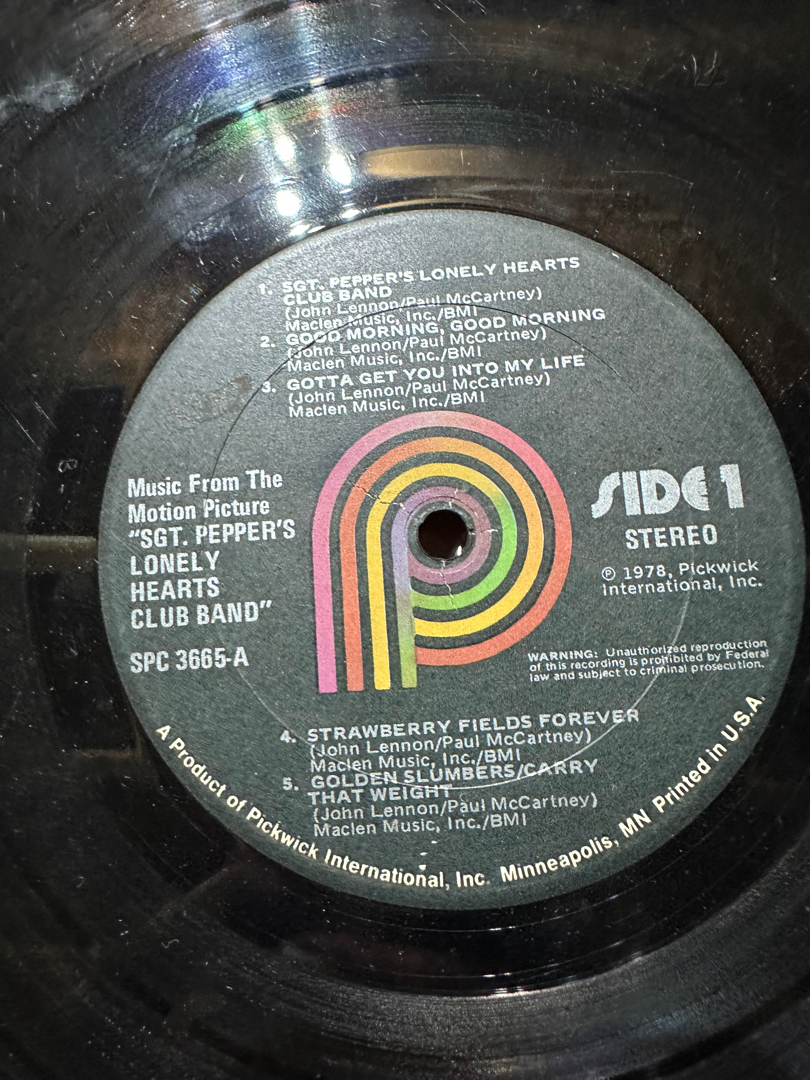 1. SGT. PEPPER'S LONELY HEARTS
CLUB BAND
(John Lennon/Paul McCartney)
Maclen Music, Inc./BMI
2. GOOD MORNING, GOOD MORNING
(John Lennon/Paul McCartney)
Maclen Music, Inc./BMI
3. GOTTA GET YOU INTO MY LIFE
(John Lennon/Paul McCartney)
Maclen Music, Inc./BMI
Music From The
Motion Picture
"SGT. PEPPER'S
LONELY
HEARTS
CLUB BAND"
SPC 3665-A
SIDE 1
STEREO
℗ 1978, Pickwick
International, Inc.
WARNING: Unauthorized reproduction
of this recording is prohibited by Federal
law and subject to criminal prosecution.
4. STRAWBERRY FIELDS FOREVER
(John Lennon/Paul McCartney)
Maclen Music, Inc./BMI
5. GOLDEN SLUMBERS/CARRY
THAT WEIGHT
(John Lennon/Paul McCartney)
Maclen Music, Inc./BMI
A Product of Pickwick International, Inc. Minneapolis, MN Printed in U.S.A.